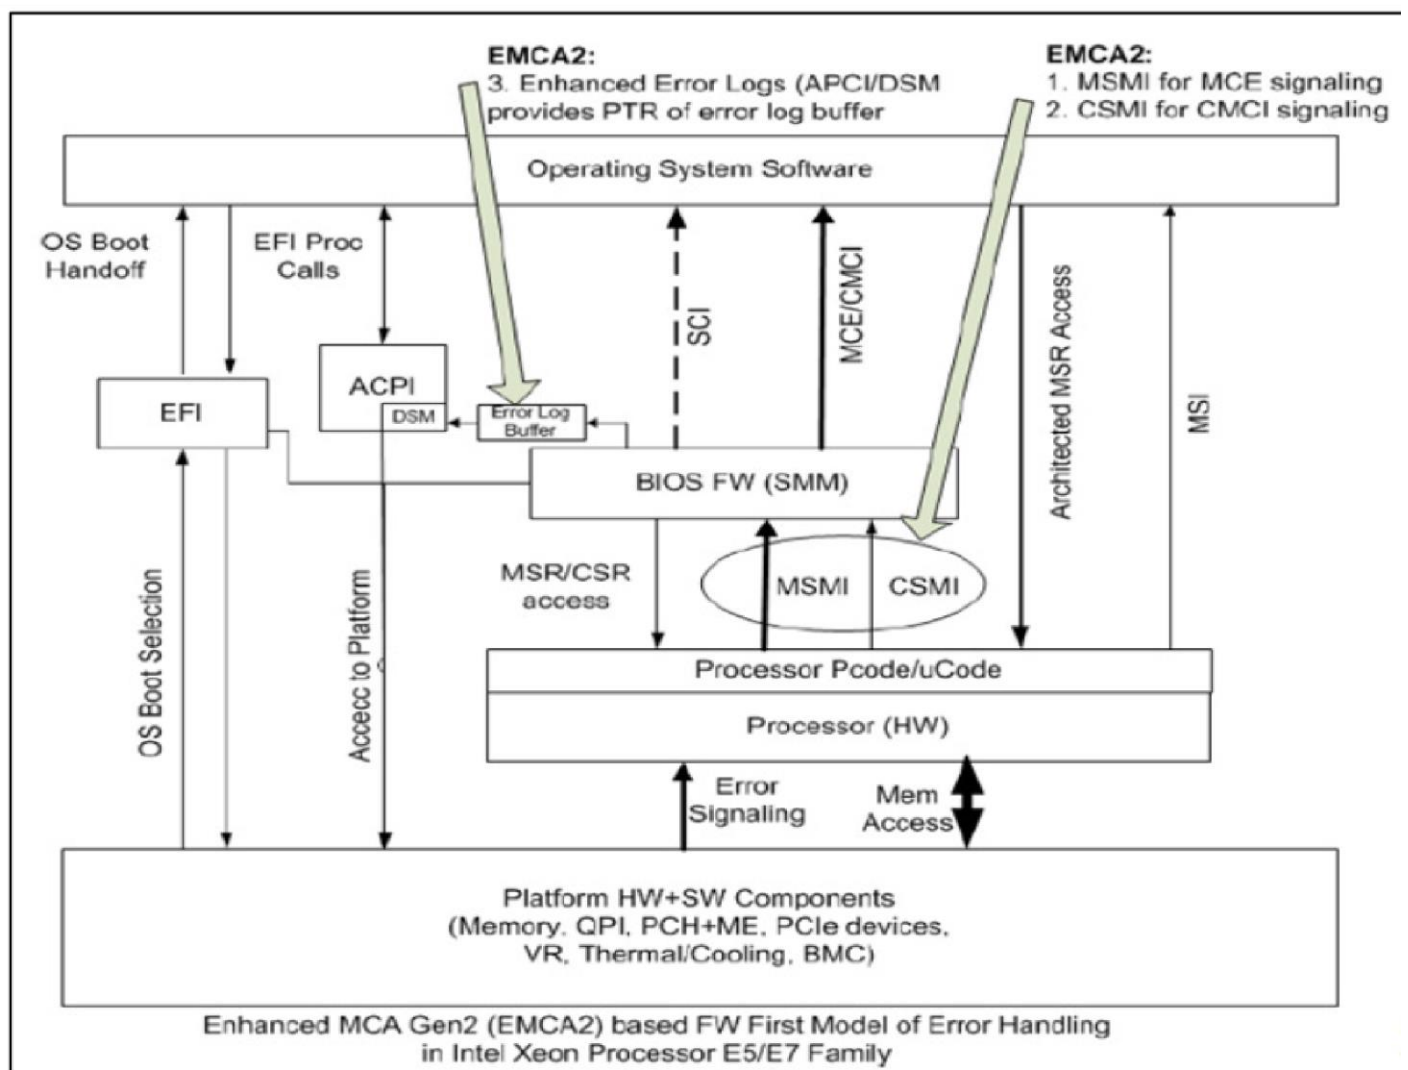 EMCA2:
3. Enhanced Error Logs (APCI/DSM
provides PTR of error log buffer
EMCA2:
1. MSMI for MCE signaling
2. CSMI for CMCI signaling
Operating System Software
OS Boot
Handoff
EFI Proc
Calls
SCI
MCE/CMCI
Architected MSR Access
MSI
EFI
ACPI
DSM
Error Log
Buffer
BIOS FW (SMM)
MSR/CSR
access
MSMI
CSMI
OS Boot Selection
Accecc to Platform
Processor Pcode/uCode
Processor (HW)
Error
Signaling
Mem
Access
Platform HW+SW Components
(Memory, QPI, PCH+ME, PCIe devices,
VR, Thermal/Cooling, BMC)
Enhanced MCA Gen2 (EMCA2) based FW First Model of Error Handling
in Intel Xeon Processor E5/E7 Family